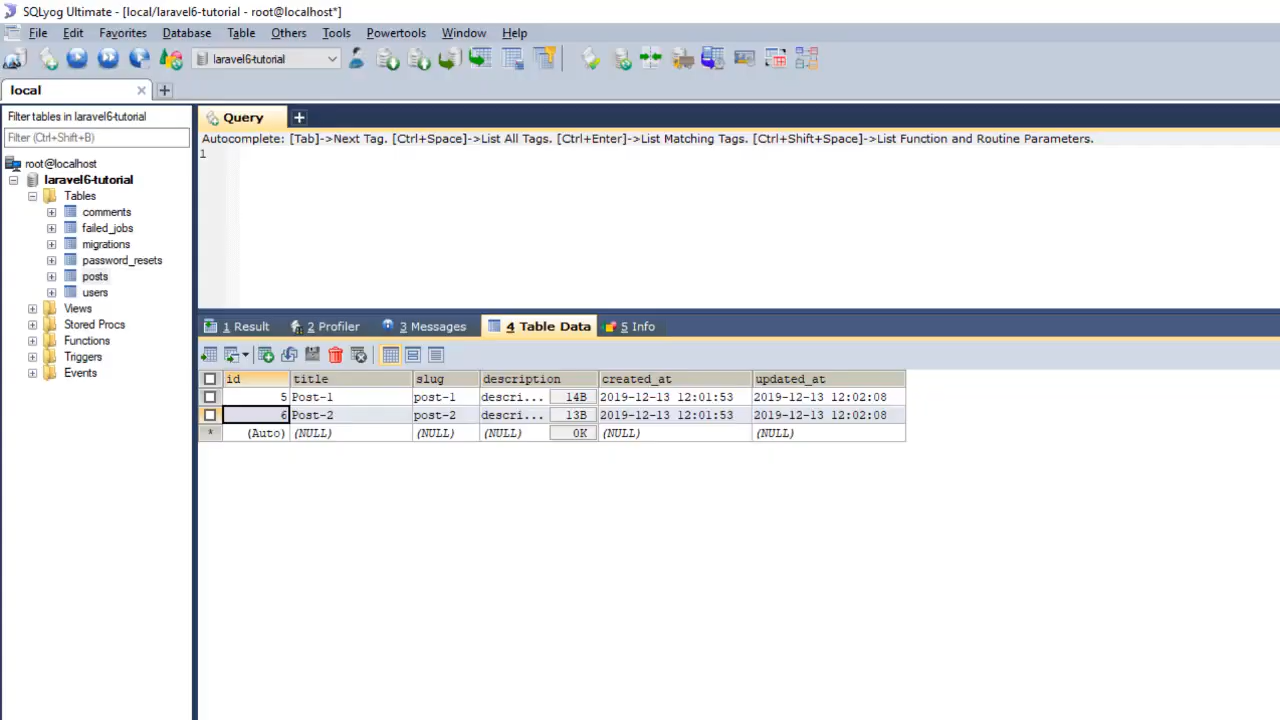 SQLyog Ultimate - [local/laravel6-tutorial - root@localhost*]
File Edit Favorites Database Table Others Tools Powertools Window Help
laravel6-tutorial
local
Filter tables in laravel6-tutorial
Filter (Ctrl+Shift+B)
root@localhost
laravel6-tutorial
Tables
comments
failed_jobs
migrations
password_resets
posts
users
Views
Stored Procs
Functions
Triggers
Events
Query
Autocomplete: [Tab]->Next Tag. [Ctrl+Space]->List All Tags. [Ctrl+Enter]->List Matching Tags. [Ctrl+Shift+Space]->List Function and Routine Parameters.
1
1 Result 2 Profiler 3 Messages 4 Table Data 5 Info
id title slug description created_at updated_at
5 Post-1 post-1 descri... 14B 2019-12-13 12:01:53 2019-12-13 12:02:08
6 Post-2 post-2 descri... 13B 2019-12-13 12:01:53 2019-12-13 12:02:08
* (Auto) (NULL) (NULL) (NULL) 0K (NULL) (NULL)